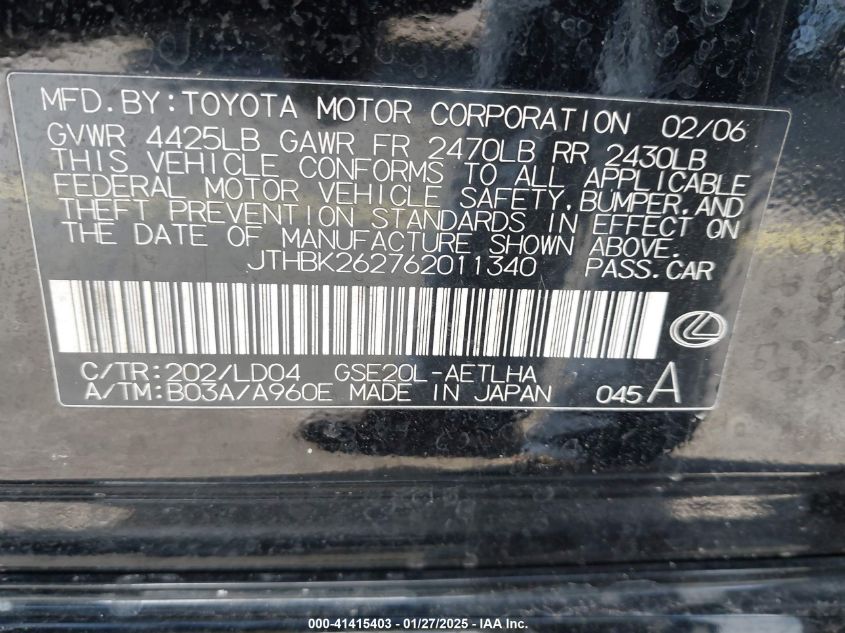 MFD. BY: TOYOTA MOTOR CORPORATION 02/06
GVWR 4425LB GAWR FR 2470LB RR 2430LB
THIS VEHICLE CONFORMS TO ALL APPLICABLE
FEDERAL MOTOR VEHICLE SAFETY, BUMPER, AND
THEFT PREVENTION STANDARDS IN EFFECT ON
THE DATE OF MANUFACTURE SHOWN ABOVE.
JTHBK262762011340 PASS. CAR
C/TR: 202/LD04 GSE20L-AETLHA
A/TM: B03A/A960E MADE IN JAPAN 045 A
000-41415403 - 01/27/2025 - IAA Inc.